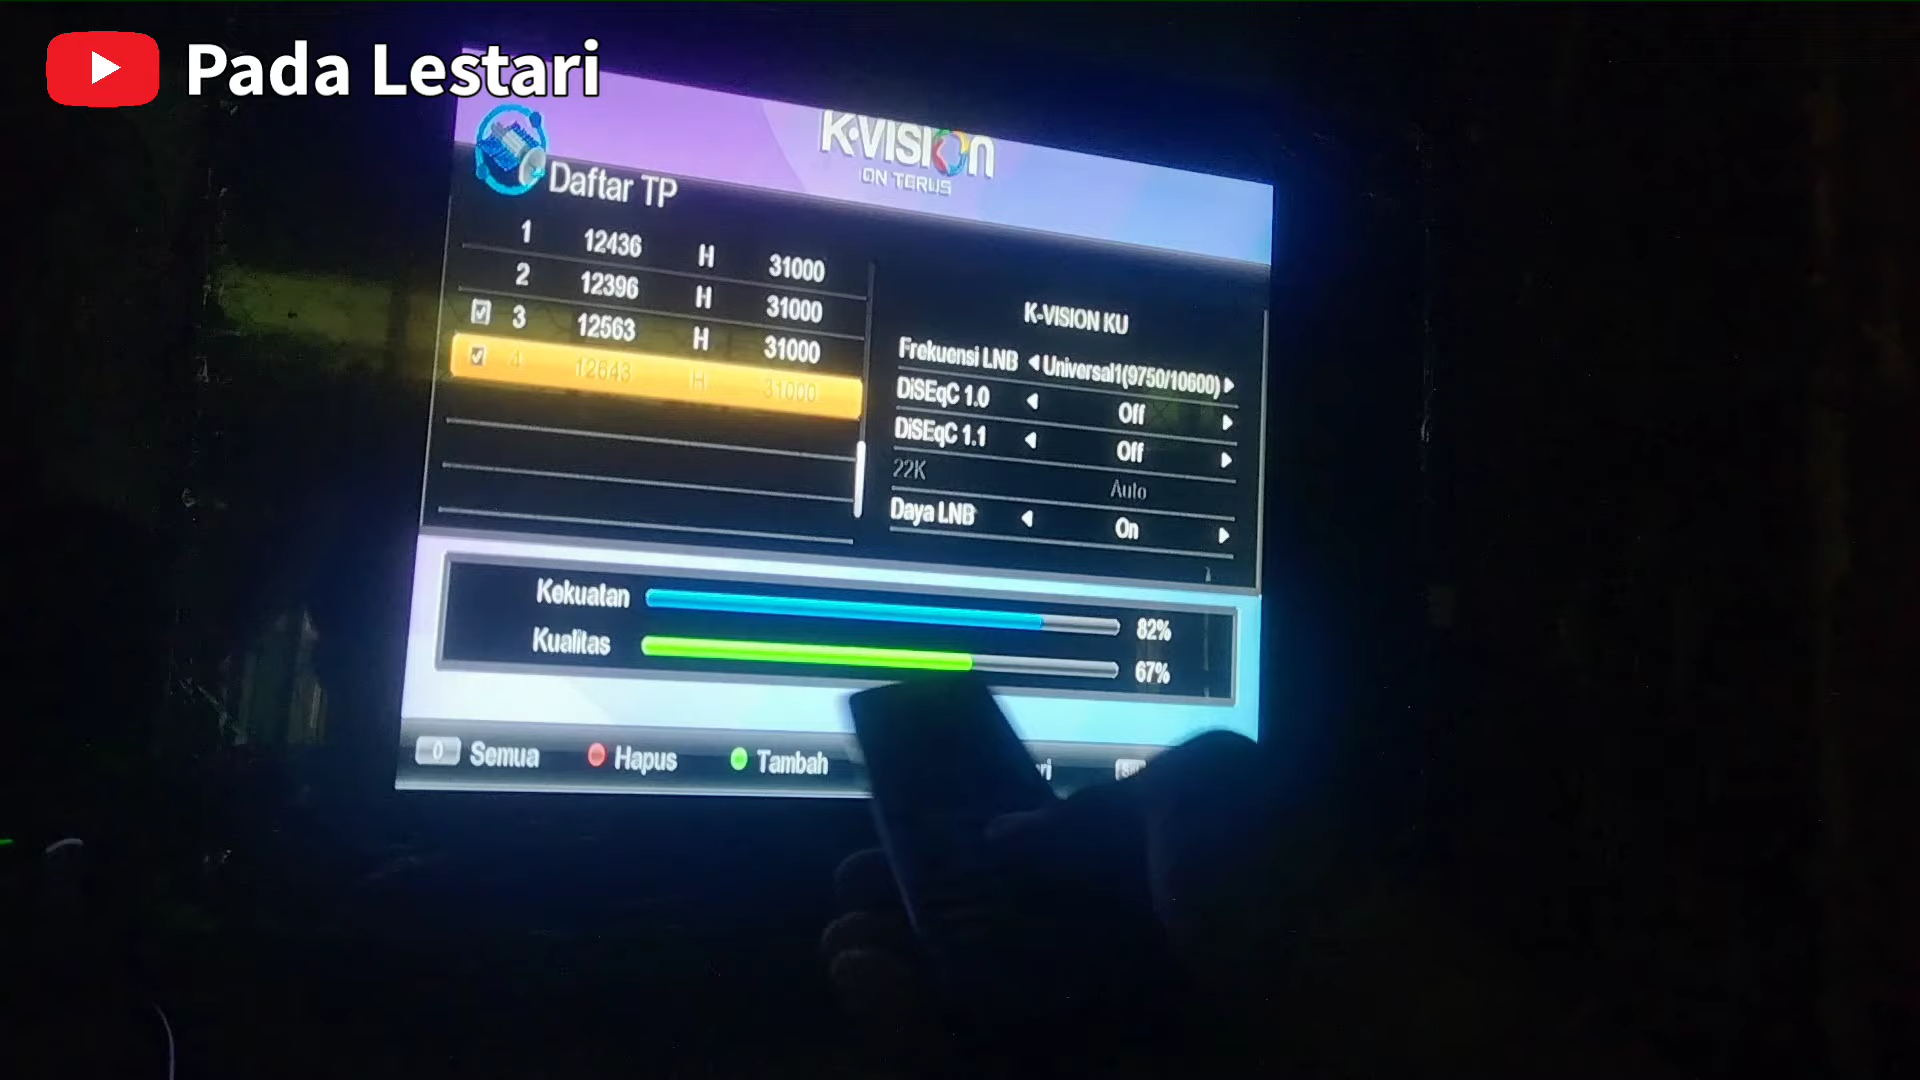 Pada Lestari
K-VISION
ON TERUS
Daftar TP
1 12436 H 31000
2 12396 H 31000
3 12563 H 31000
4 12643 H 31000
K-VISION KU
Frekuensi LNB Universal1(9750/10600)
DiSEqC 1.0 Off
DiSEqC 1.1 Off
22K Auto
Daya LNB On
Kekuatan 82%
Kualitas 67%
0 Semua Hapus Tambah